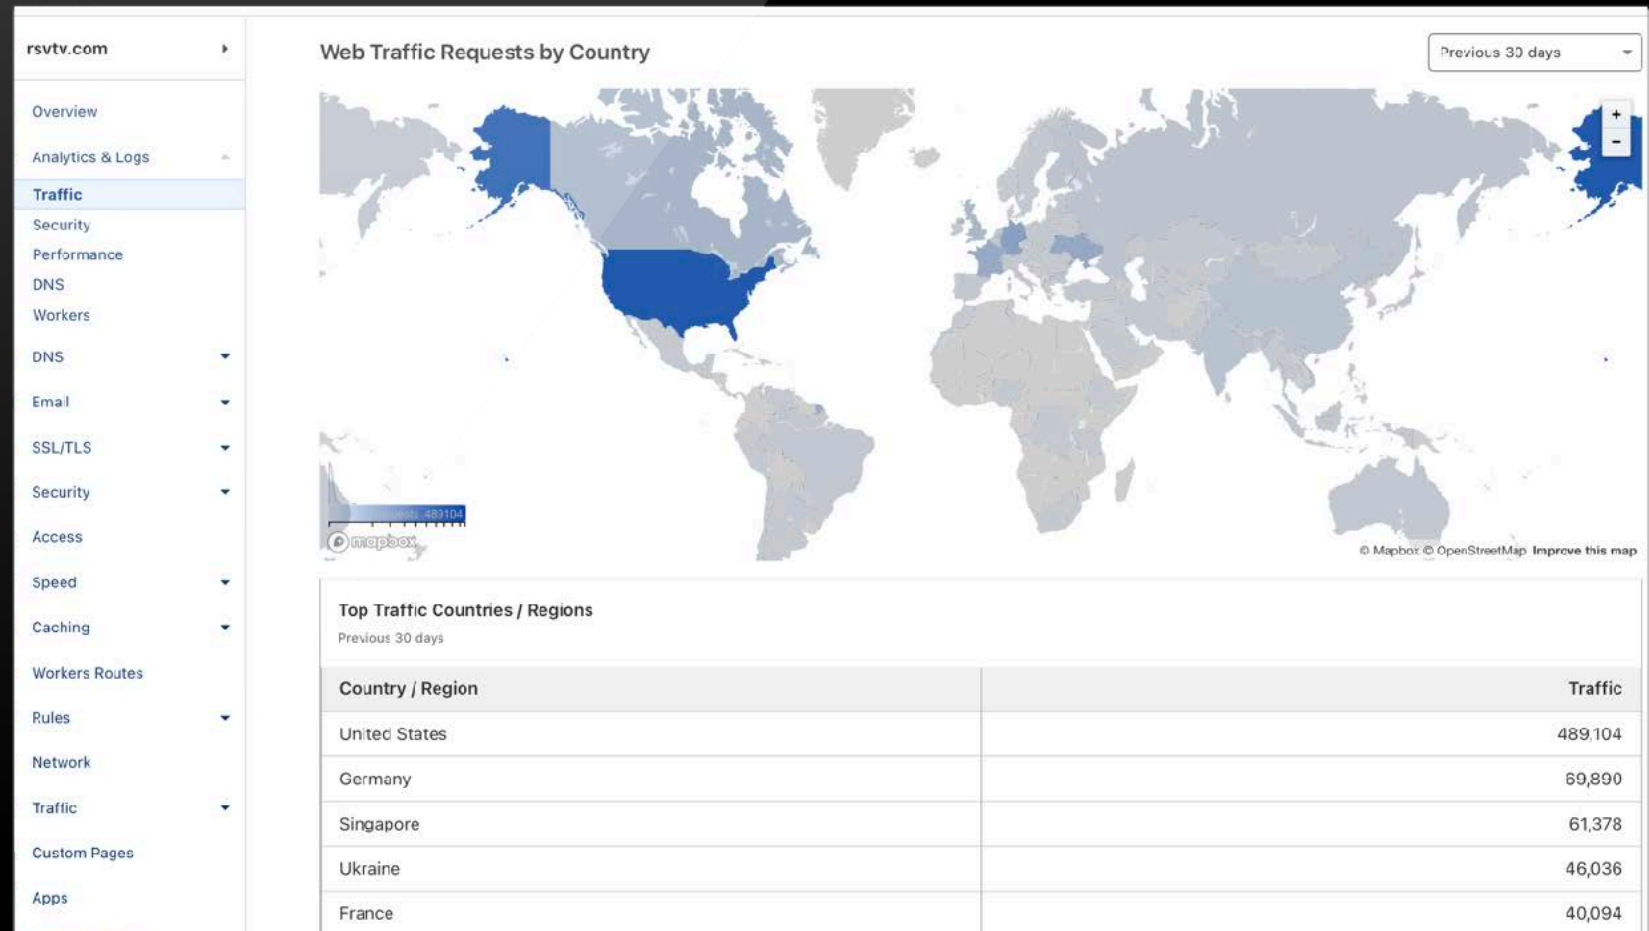 rsvtv.com
Overview
Analytics & Logs
Traffic
Security
Performance
DNS
Workers
DNS
Email
SSL/TLS
Security
Access
Speed
Caching
Workers Routes
Rules
Network
Traffic
Custom Pages
Apps
Web Traffic Requests by Country
Previous 30 days
+
-
489104
mapbox
© Mapbox © OpenStreetMap Improve this map
Top Traffic Countries / Regions
Previous 30 days
Country / Region Traffic
United States 489,104
Germany 69,890
Singapore 61,378
Ukraine 46,036
France 40,094